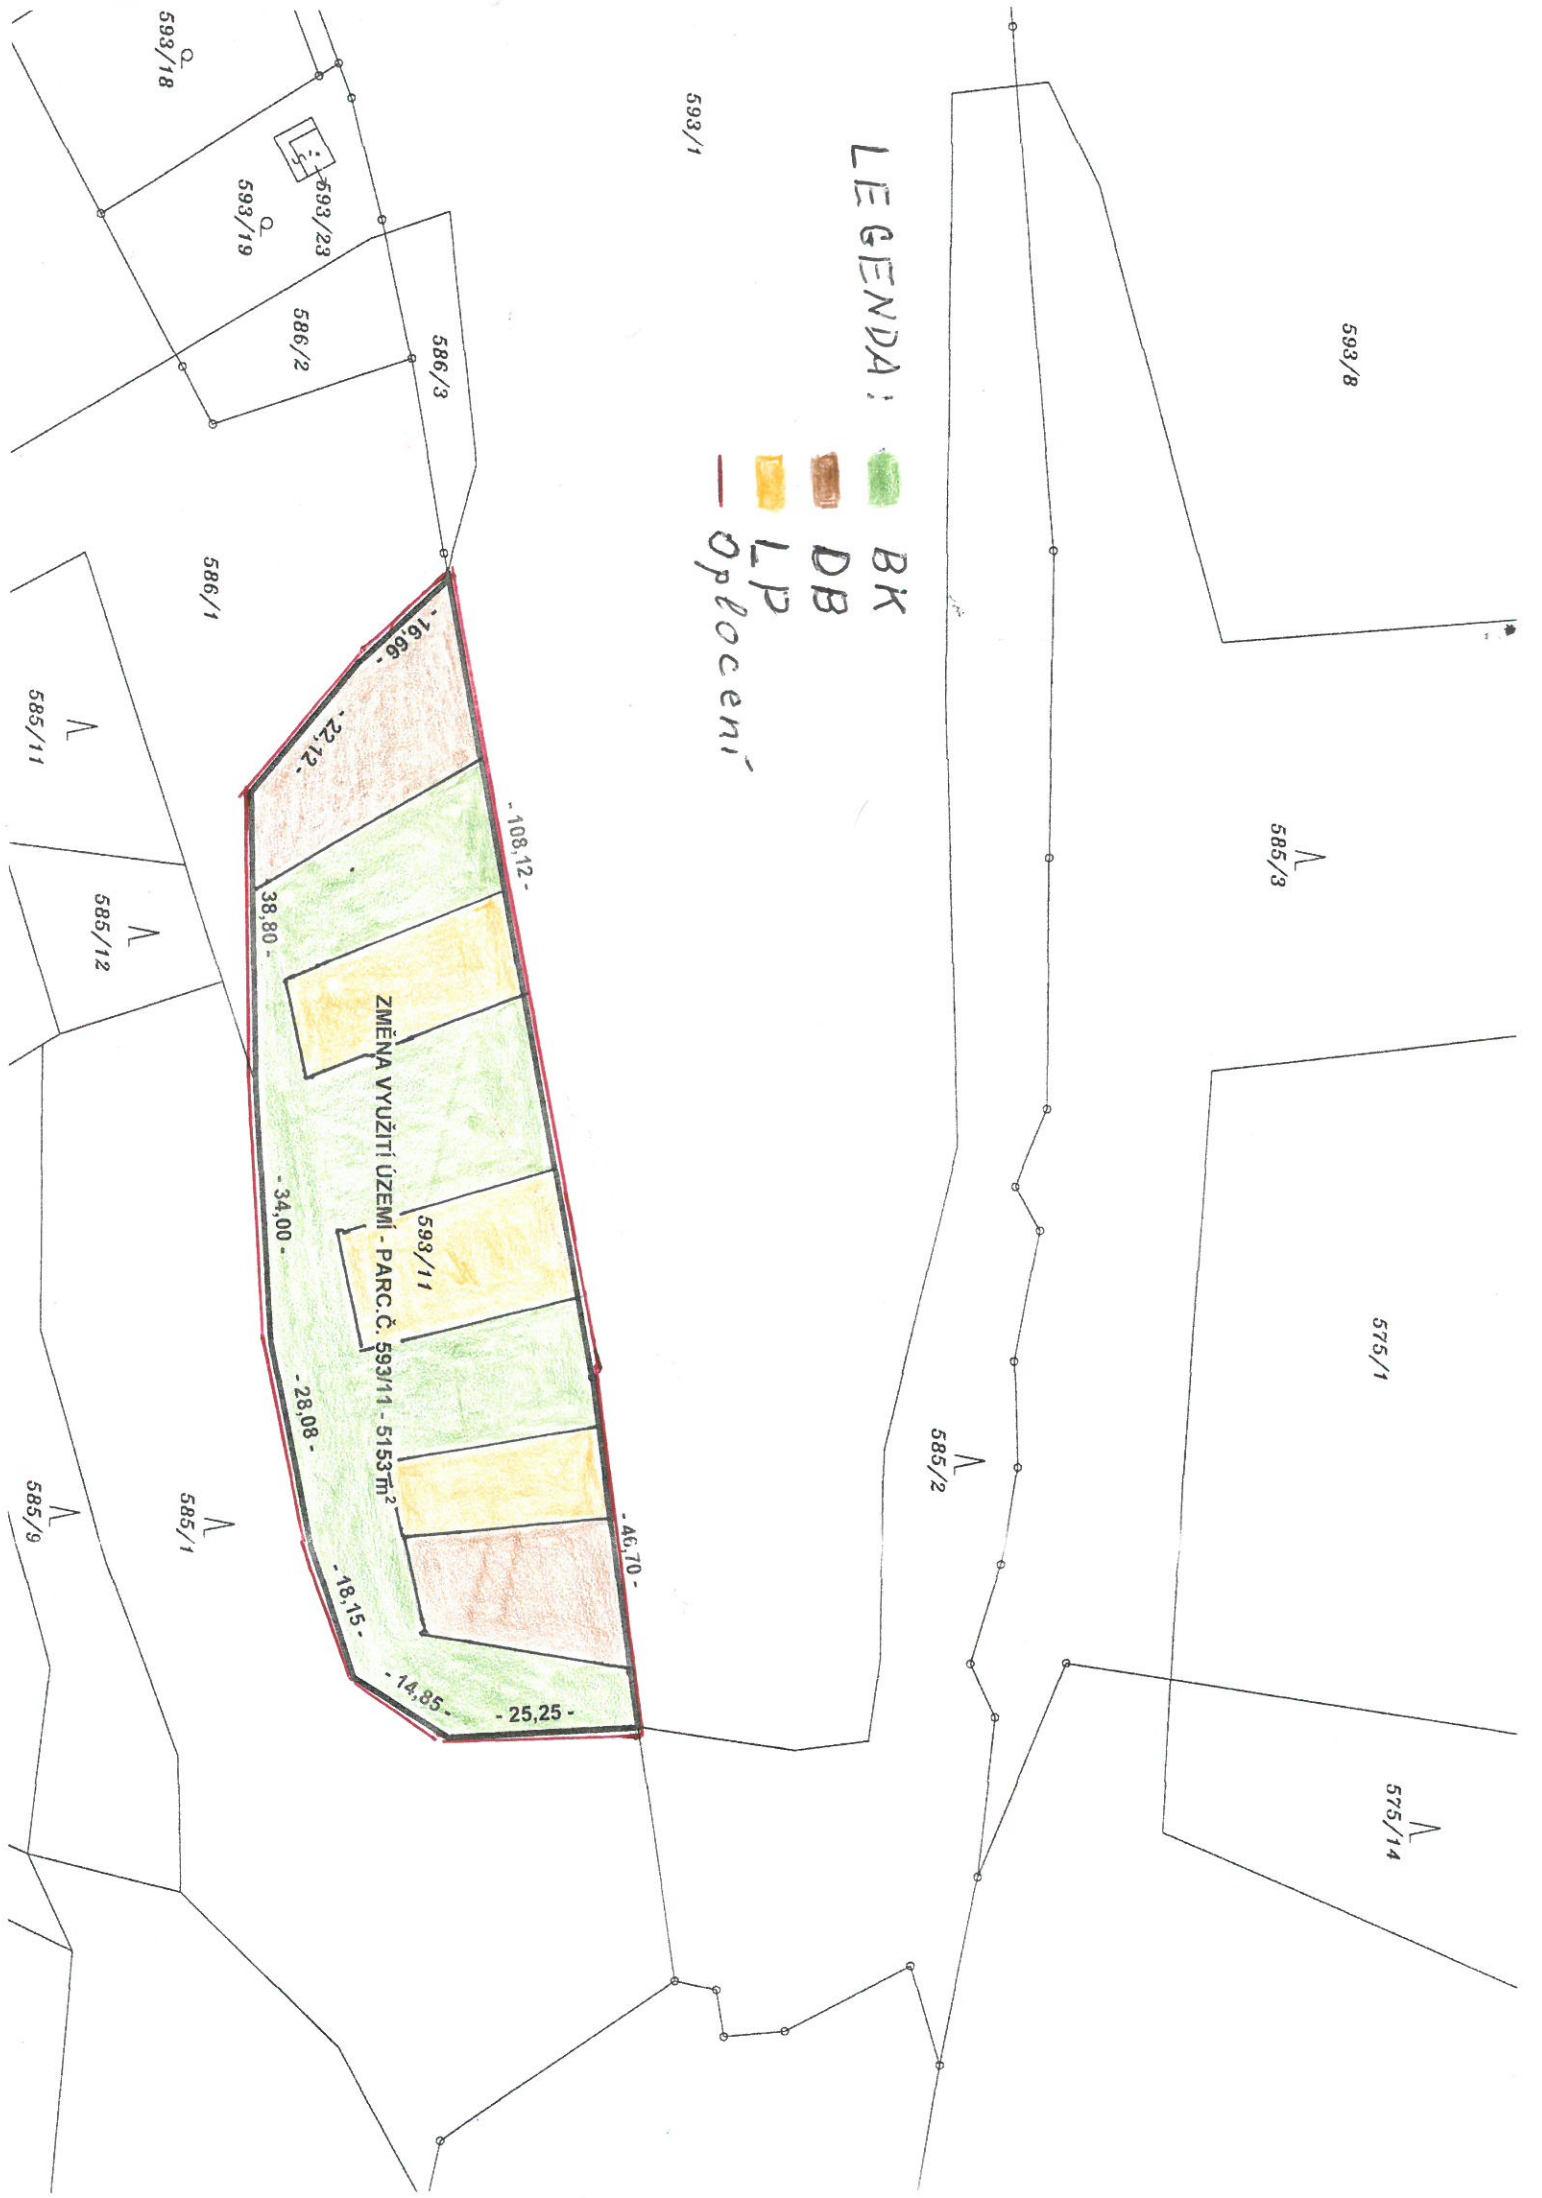 593/18
593/23
593/19
586/2
586/3
593/1
593/8
LEGENDA:
BK
DB
LP
Oplocení
586/1
585/11
585/12
585/3
- 16,66 -
- 22,12 -
- 108,12 -
38,80 -
ZMĚNA VYUŽITÍ ÚZEMÍ - PARC.Č. 593/11 - 5153 m²
593/11
- 34,00 -
- 28,08 -
- 18,15 -
- 14,85 -
- 25,25 -
- 46,70 -
575/1
585/2
585/1
585/9
575/14